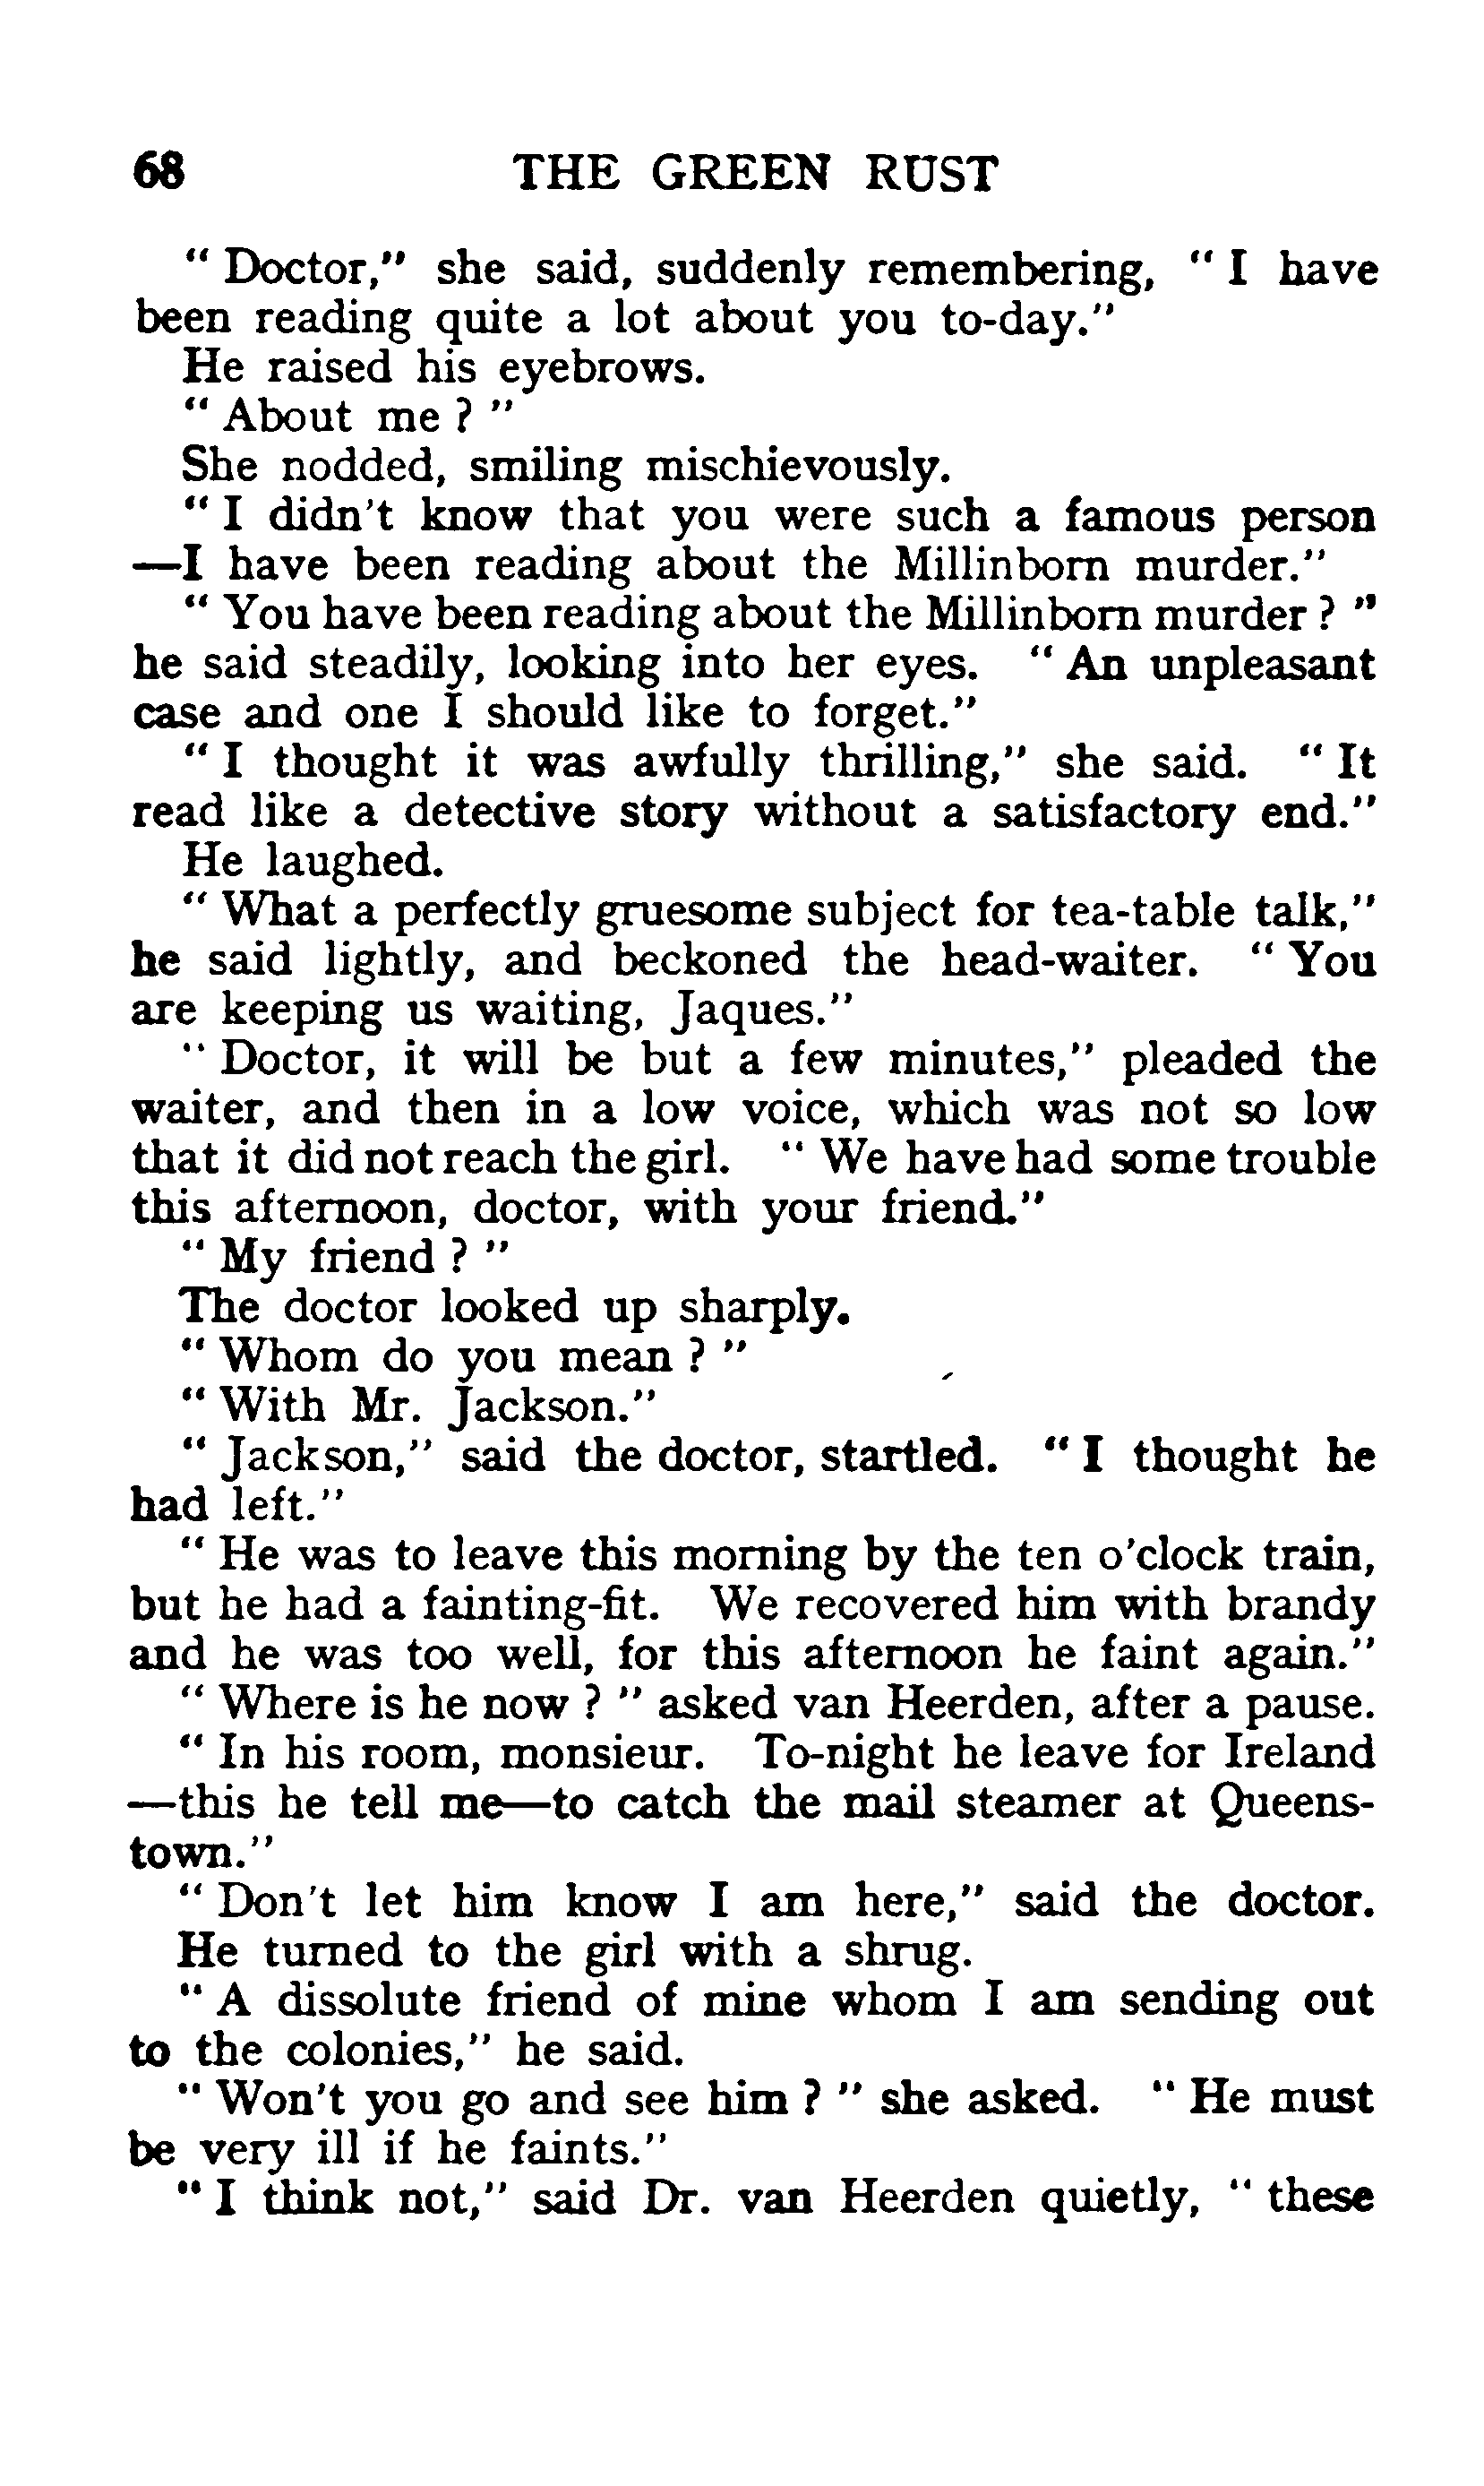 68 THE GREEN RUST
" Doctor," she said, suddenly remembering, " I have
been reading quite a lot about you to-day."
He raised his eyebrows.
" About me ? "
She nodded, smiling mischievously.
" I didn't know that you were such a famous person
—I have been reading about the Millinborn murder."
" You have been reading about the Millinborn murder ? "
he said steadily, looking into her eyes. " An unpleasant
case and one I should like to forget."
" I thought it was awfully thrilling," she said. " It
read like a detective story without a satisfactory end."
He laughed.
" What a perfectly gruesome subject for tea-table talk,"
he said lightly, and beckoned the head-waiter. " You
are keeping us waiting, Jaques."
" Doctor, it will be but a few minutes," pleaded the
waiter, and then in a low voice, which was not so low
that it did not reach the girl. " We have had some trouble
this afternoon, doctor, with your friend."
" My friend ? "
The doctor looked up sharply.
" Whom do you mean ? "
" With Mr. Jackson."
" Jackson," said the doctor, startled. " I thought he
had left."
" He was to leave this morning by the ten o'clock train,
but he had a fainting-fit. We recovered him with brandy
and he was too well, for this afternoon he faint again."
" Where is he now ? " asked van Heerden, after a pause.
" In his room, monsieur. To-night he leave for Ireland
—this he tell me—to catch the mail steamer at Queens-
town."
" Don't let him know I am here," said the doctor.
He turned to the girl with a shrug.
" A dissolute friend of mine whom I am sending out
to the colonies," he said.
" Won't you go and see him ? " she asked. " He must
be very ill if he faints."
" I think not," said Dr. van Heerden quietly, " these